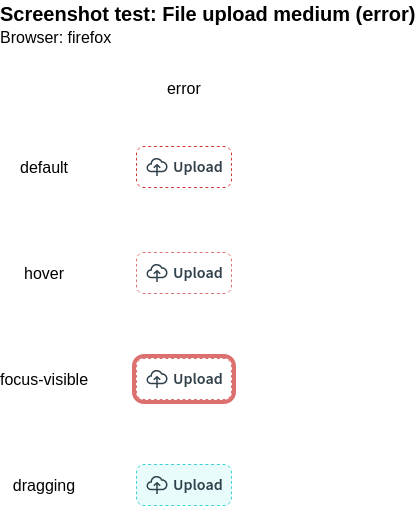 Screenshot test: File upload medium (error)
Browser: firefox
error
default Upload
hover Upload
focus-visible Upload
dragging Upload